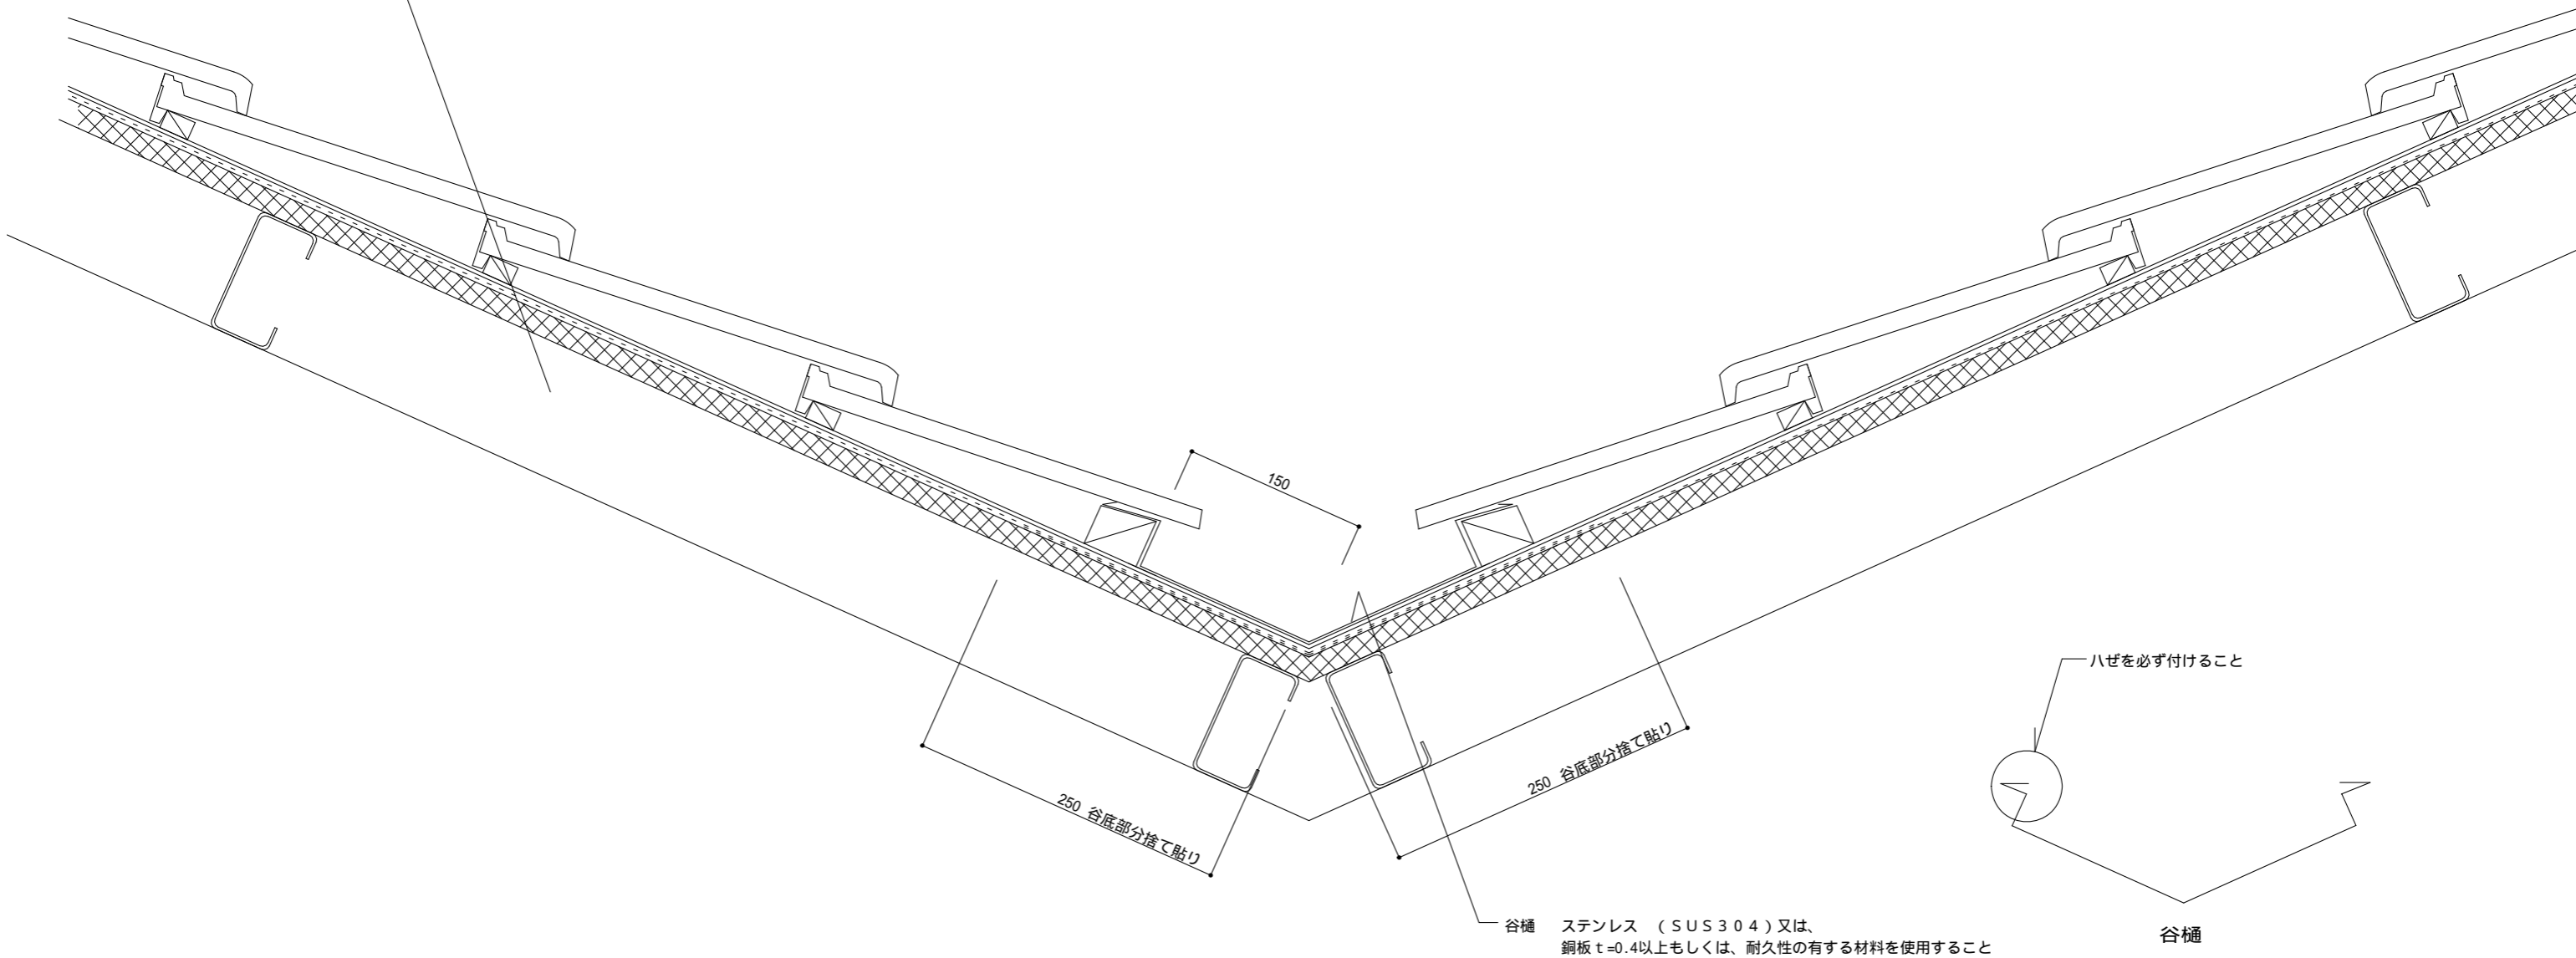 150
ハゼを必ず付けること
250 谷底部分捨て貼り
250 谷底部分捨て貼り
谷樋 ステンレス （ＳＵＳ３０４）又は、
銅板ｔ=0.4以上もしくは、耐久性の有する材料を使用すること
谷樋